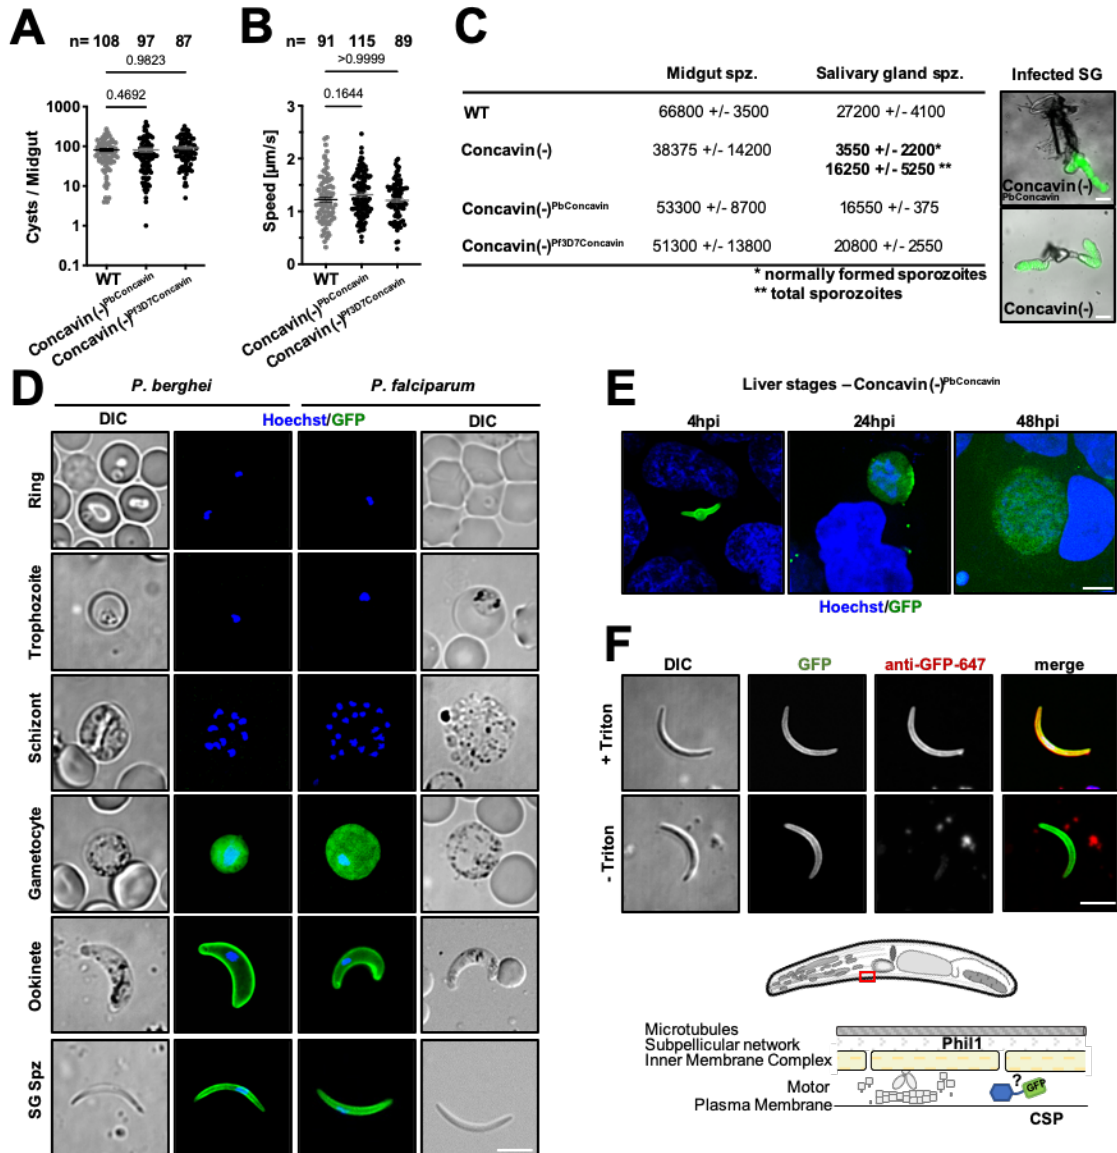 A
n= 108 97 87
0.9823
0.4692
1000
100
10
1
0.1
Cysts / Midgut
WT
Concavin(-)PbConcavin
Concavin(-)Pf3D7Concavin
B
n= 91 115 89
>0.9999
0.1644
3
2
1
0
Speed [µm/s]
WT
Concavin(-)PbConcavin
Concavin(-)Pf3D7Concavin
C
Midgut spz. Salivary gland spz. Infected SG
WT 66800 +/- 3500 27200 +/- 4100
Concavin(-) 38375 +/- 14200 3550 +/- 2200*
16250 +/- 5250 **
Concavin(-)PbConcavin 53300 +/- 8700 16550 +/- 375
Concavin(-)Pf3D7Concavin 51300 +/- 13800 20800 +/- 2550
* normally formed sporozoites
** total sporozoites
Concavin(-)
PbConcavin
Concavin(-)
D
P. berghei P. falciparum
DIC Hoechst/GFP DIC
Ring
Trophozoite
Schizont
Gametocyte
Ookinete
SG Spz
E
Liver stages – Concavin(-)PbConcavin
4hpi 24hpi 48hpi
Hoechst/GFP
F
DIC GFP anti-GFP-647 merge
+ Triton
- Triton
Microtubules
Subpellicular network Phil1
Inner Membrane Complex
Motor ? GFP
Plasma Membrane
CSP